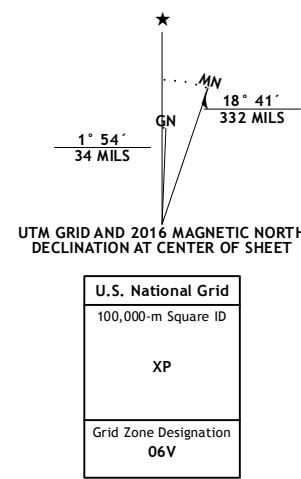 ★
MN
GN
18° 41´
332 MILS
1° 54´
34 MILS
UTM GRID AND 2016 MAGNETIC NORTH
DECLINATION AT CENTER OF SHEET
U.S. National Grid
100,000-m Square ID
XP
Grid Zone Designation
06V